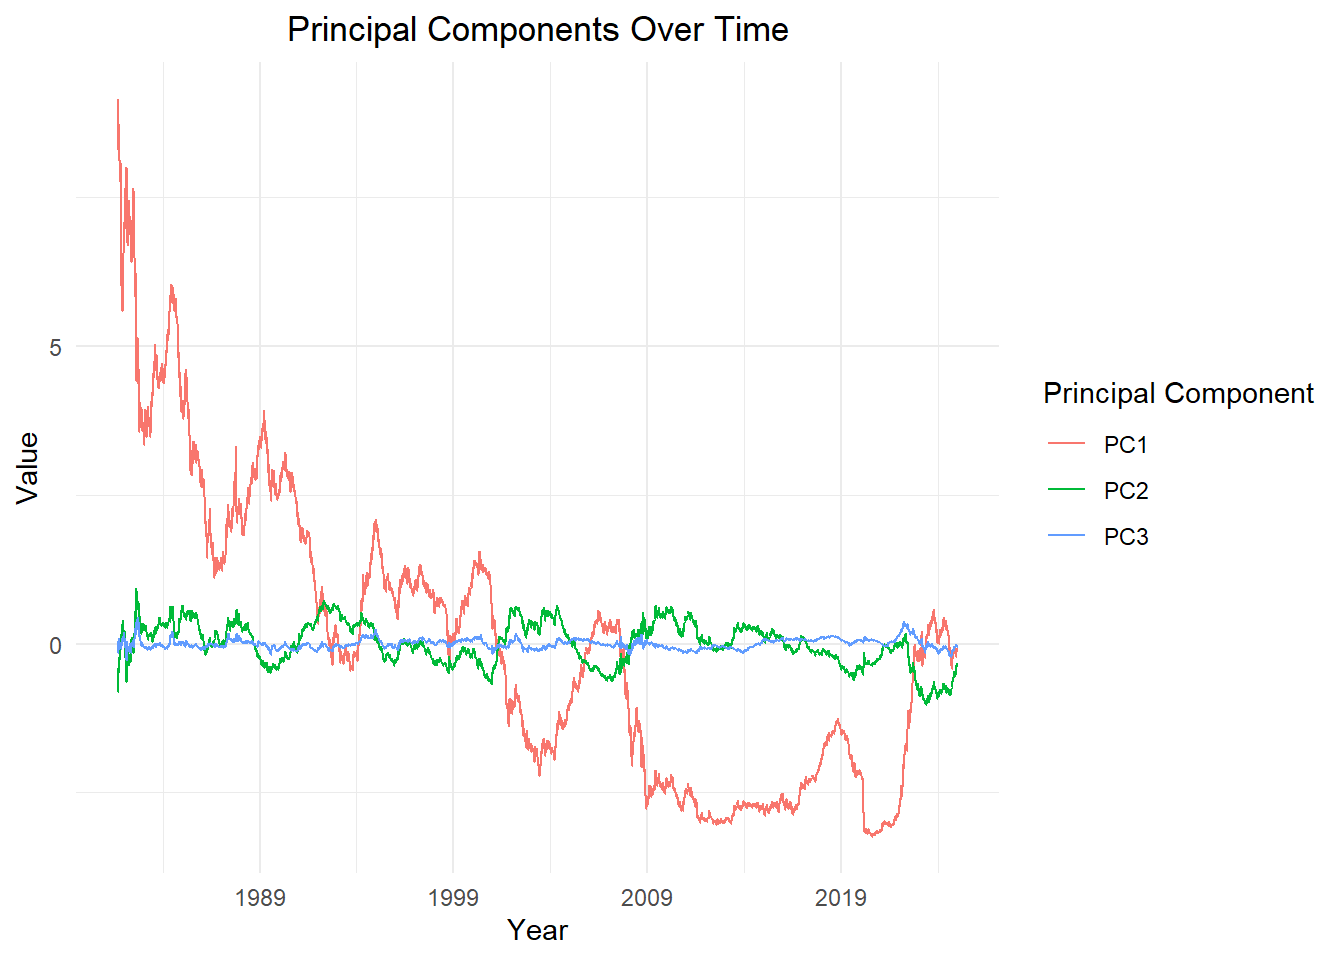 Principal Components Over Time
Value
5
0
1989
1999
2009
2019
Year
Principal Component
PC1
PC2
PC3